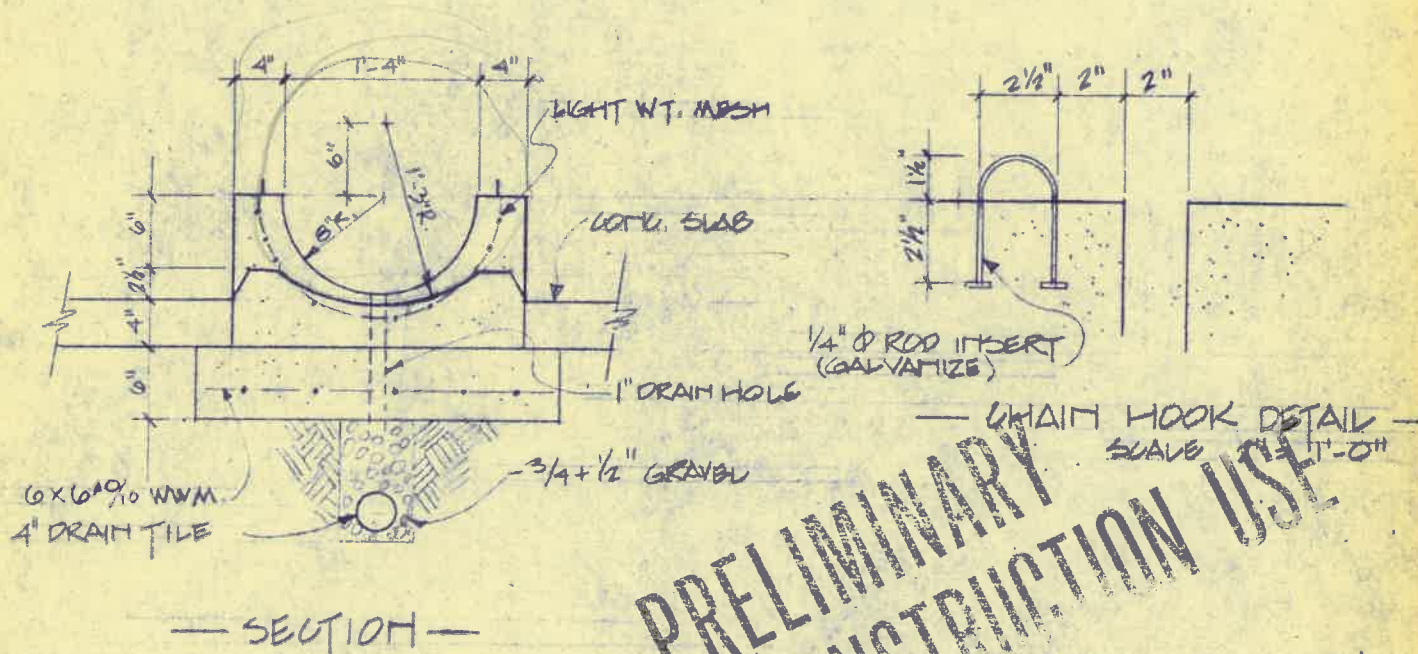 4" 1'-4" 4"
LIGHT WT. MESH
6"
1'-3"R.
8"R.
6"
2½"
4"
6"
CONC. SLAB
1" DRAIN HOLE
3/4 + 1/2" GRAVEL
6x6 10/10 WWM.
4" DRAIN TILE
— SECTION —
2½" 2" 2"
1½"
2½"
1/4" Φ ROD INSERT
(GALVANIZE)
— CHAIN HOOK DETAIL —
SCALE 1'-0"
PRELIMINARY
CONSTRUCTION USE